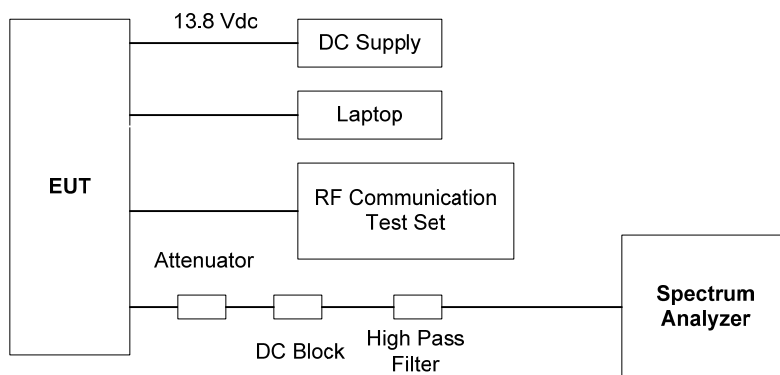 13.8 Vdc
DC Supply
Laptop
EUT
RF Communication
Test Set
Attenuator
Spectrum
Analyzer
DC Block
High Pass
Filter